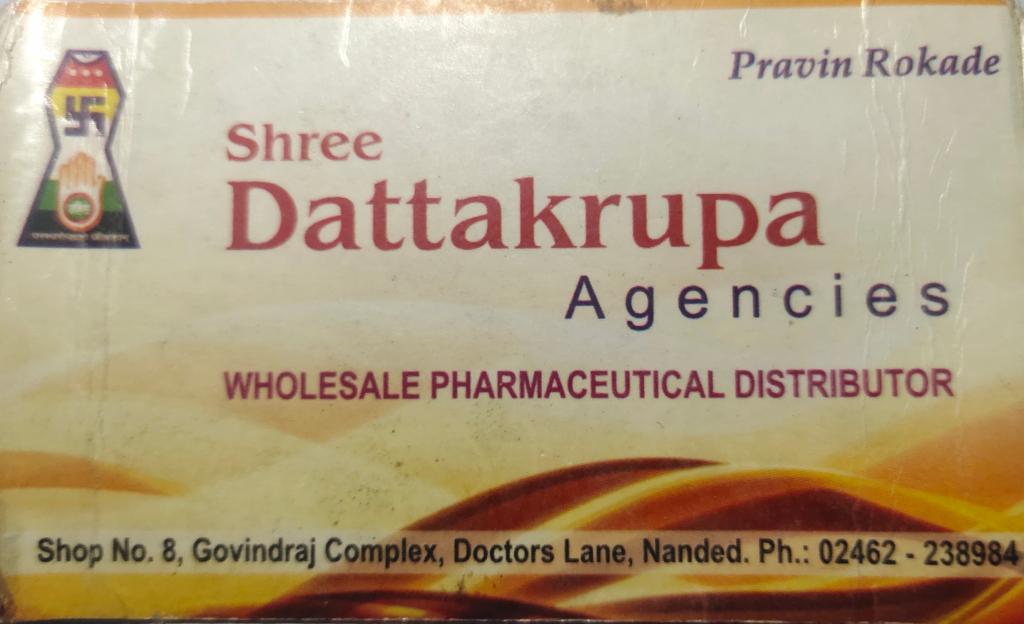 Pravin Rokade
Shree
Dattakrupa
Agencies
WHOLESALE PHARMACEUTICAL DISTRIBUTOR
Shop No. 8, Govindraj Complex, Doctors Lane, Nanded. Ph.: 02462 - 238984